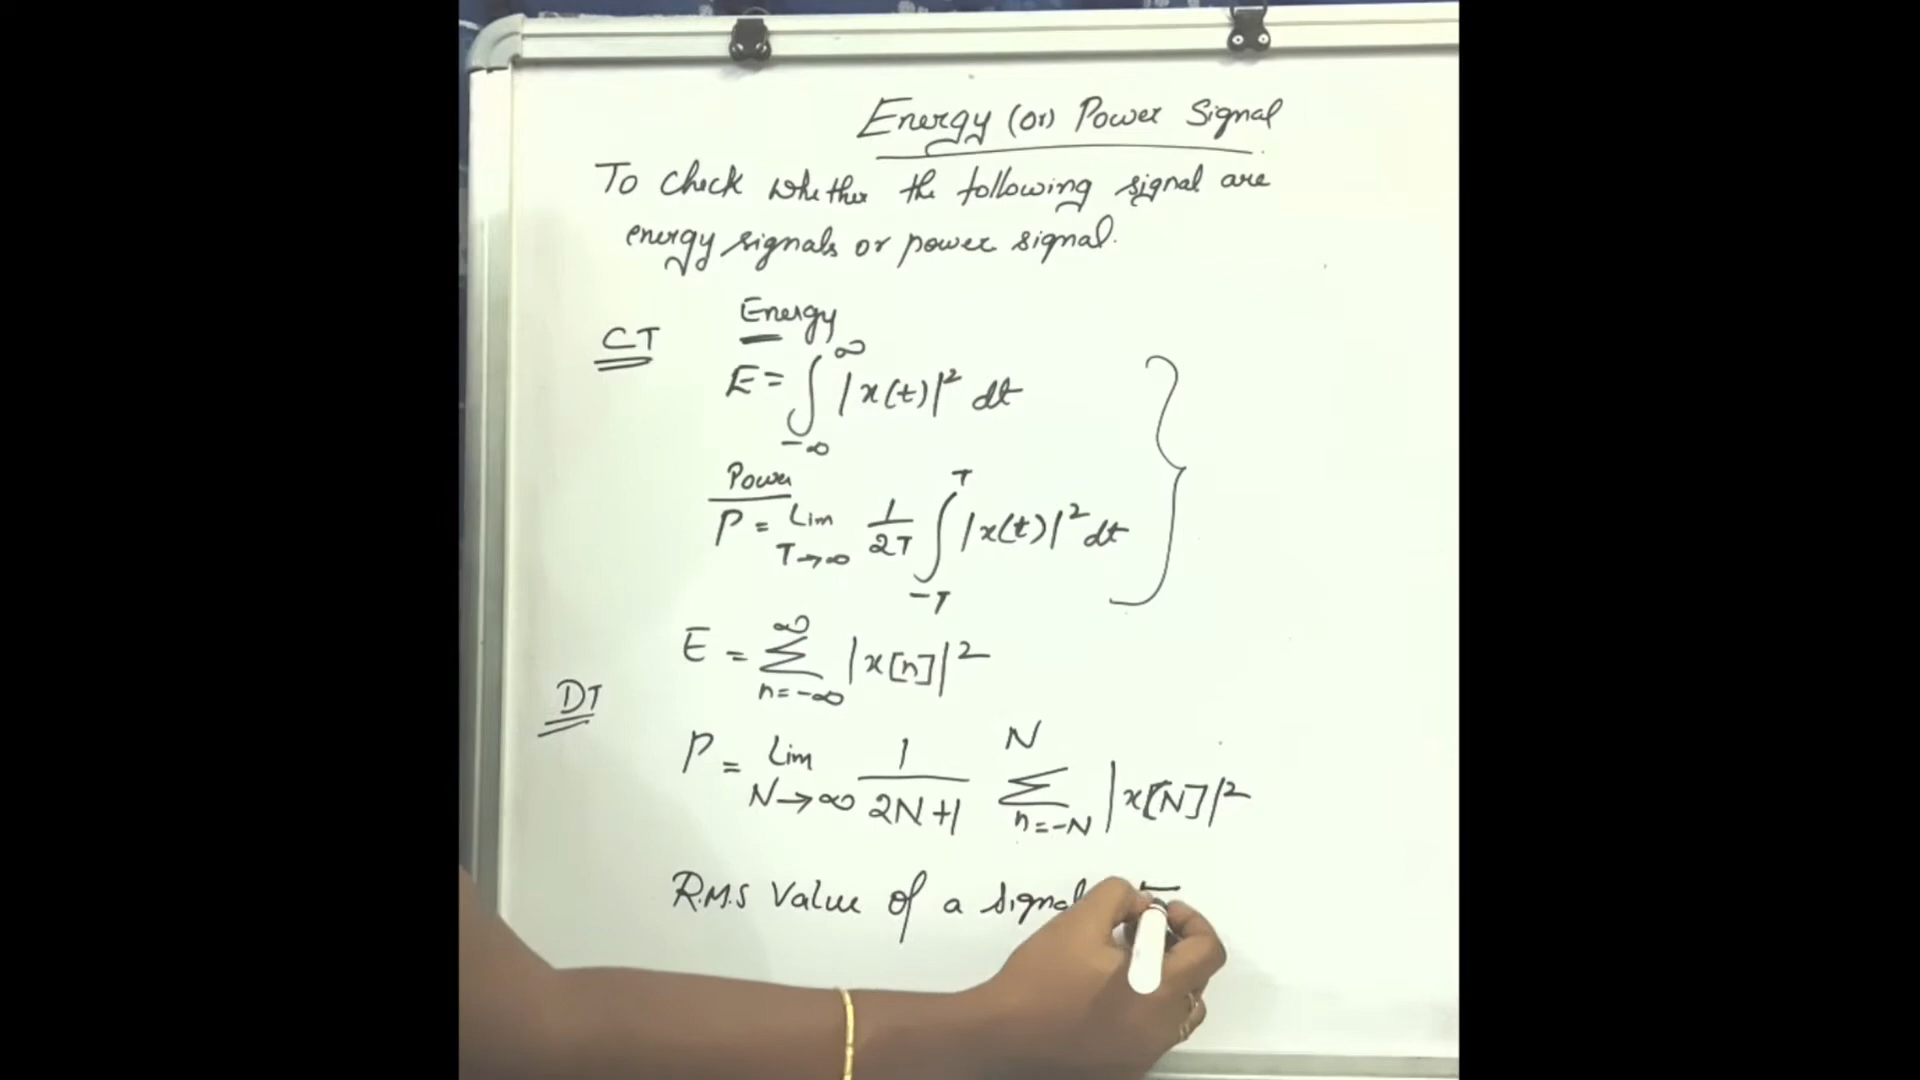 Energy (or) Power Signal
To check whether the following signal are
energy signals or power signal.
CT
Energy
E = ∫_{-∞}^{∞} |x(t)|² dt
Power
P = Lim_{T→∞} 1/2T ∫_{-T}^{T} |x(t)|² dt
DT
E = Σ_{n=-∞}^{∞} |x[n]|²
P = Lim_{N→∞} 1/2N+1 Σ_{n=-N}^{N} |x[N]|²
R.M.S Value of a signal